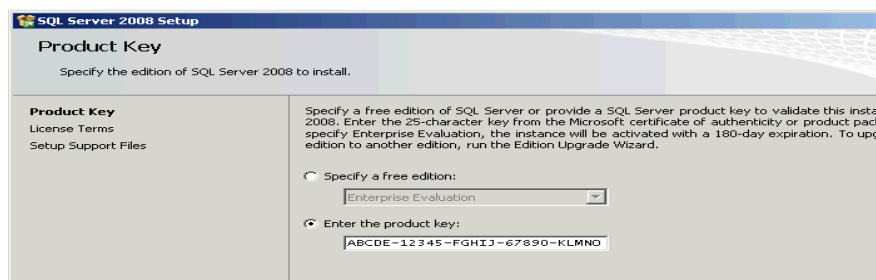 SQL Server 2008 Setup
Product Key
Specify the edition of SQL Server 2008 to install.
Product Key
License Terms
Setup Support Files
Specify a free edition of SQL Server or provide a SQL Server product key to validate this
2008. Enter the 25-character key from the Microsoft certificate of authenticity or product
specify Enterprise Evaluation, the instance will be activated with a 180-day expiration. To
edition to another edition, run the Edition Upgrade Wizard.
Specify a free edition:
Enterprise Evaluation
Enter the product key:
ABCDE-12345-FGHIJ-67890-KLMNO